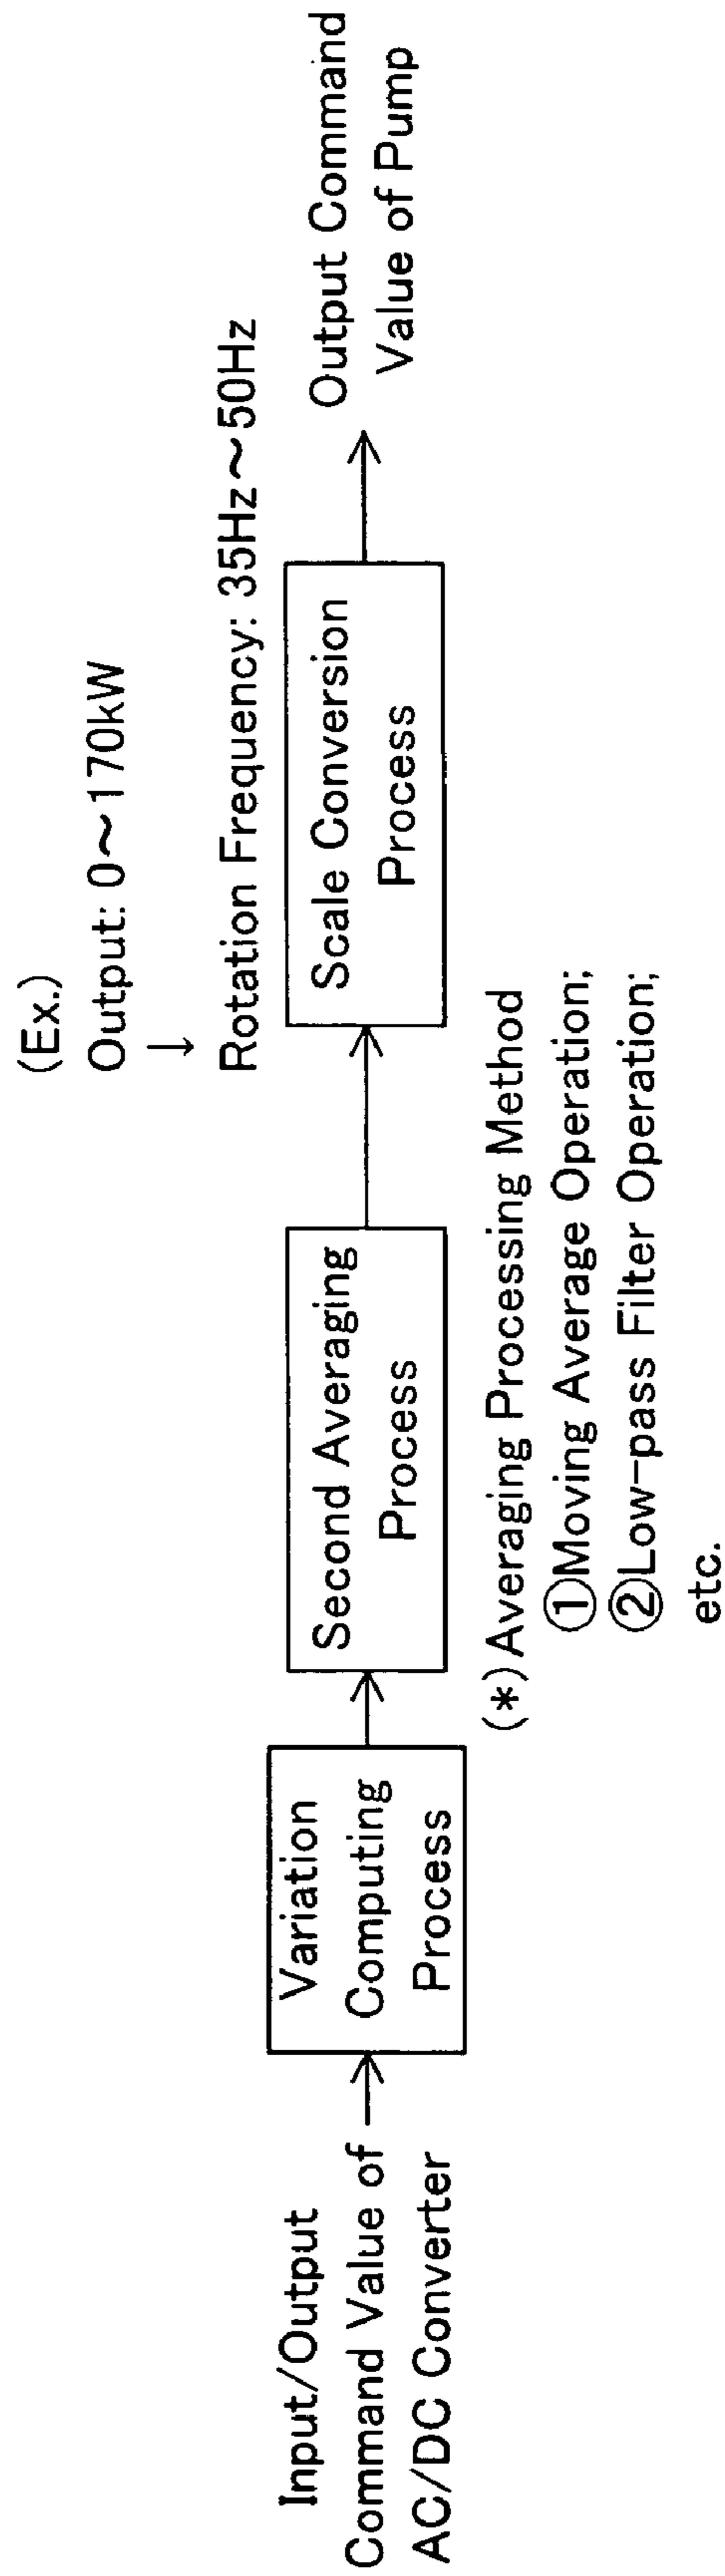 (Ex.)
Output: 0～170kW
↓
Rotation Frequency: 35Hz～50Hz
Input/Output
Command Value of
AC/DC Converter
Variation
Computing
Process
Second Averaging
Process
Scale Conversion
Process
Output Command
Value of Pump
(*) Averaging Processing Method
①Moving Average Operation;
②Low-pass Filter Operation;
etc.